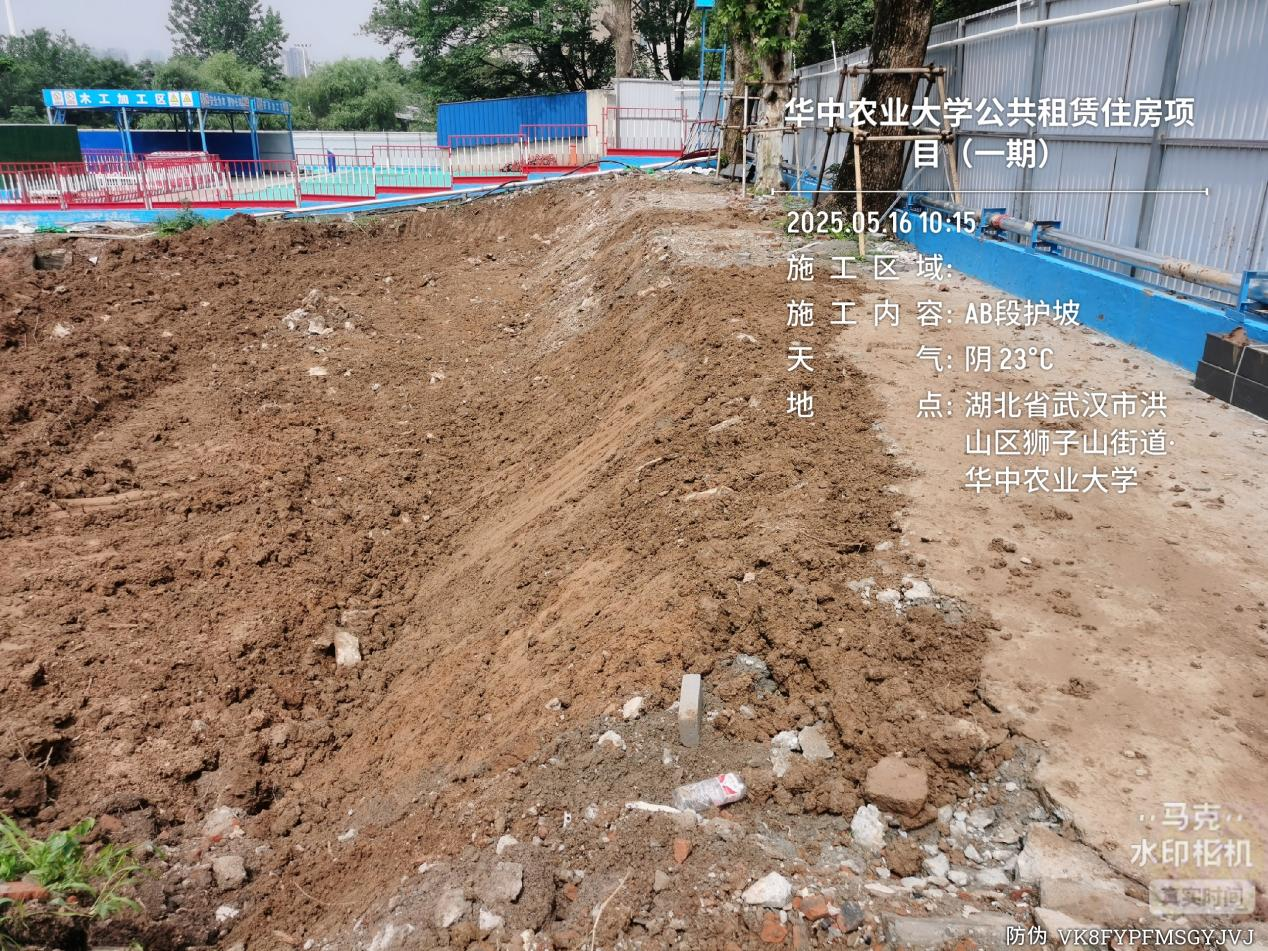 木工加工区
华中农业大学公共租赁住房项
目（一期）
2025.05.16 10:15
施工区域:
施工内容: AB段护坡
天气: 阴 23°C
地点: 湖北省武汉市洪
山区狮子山街道·
华中农业大学
马克
水印相机
真实时间
防伪 VK8FYPFMSGYJVJ